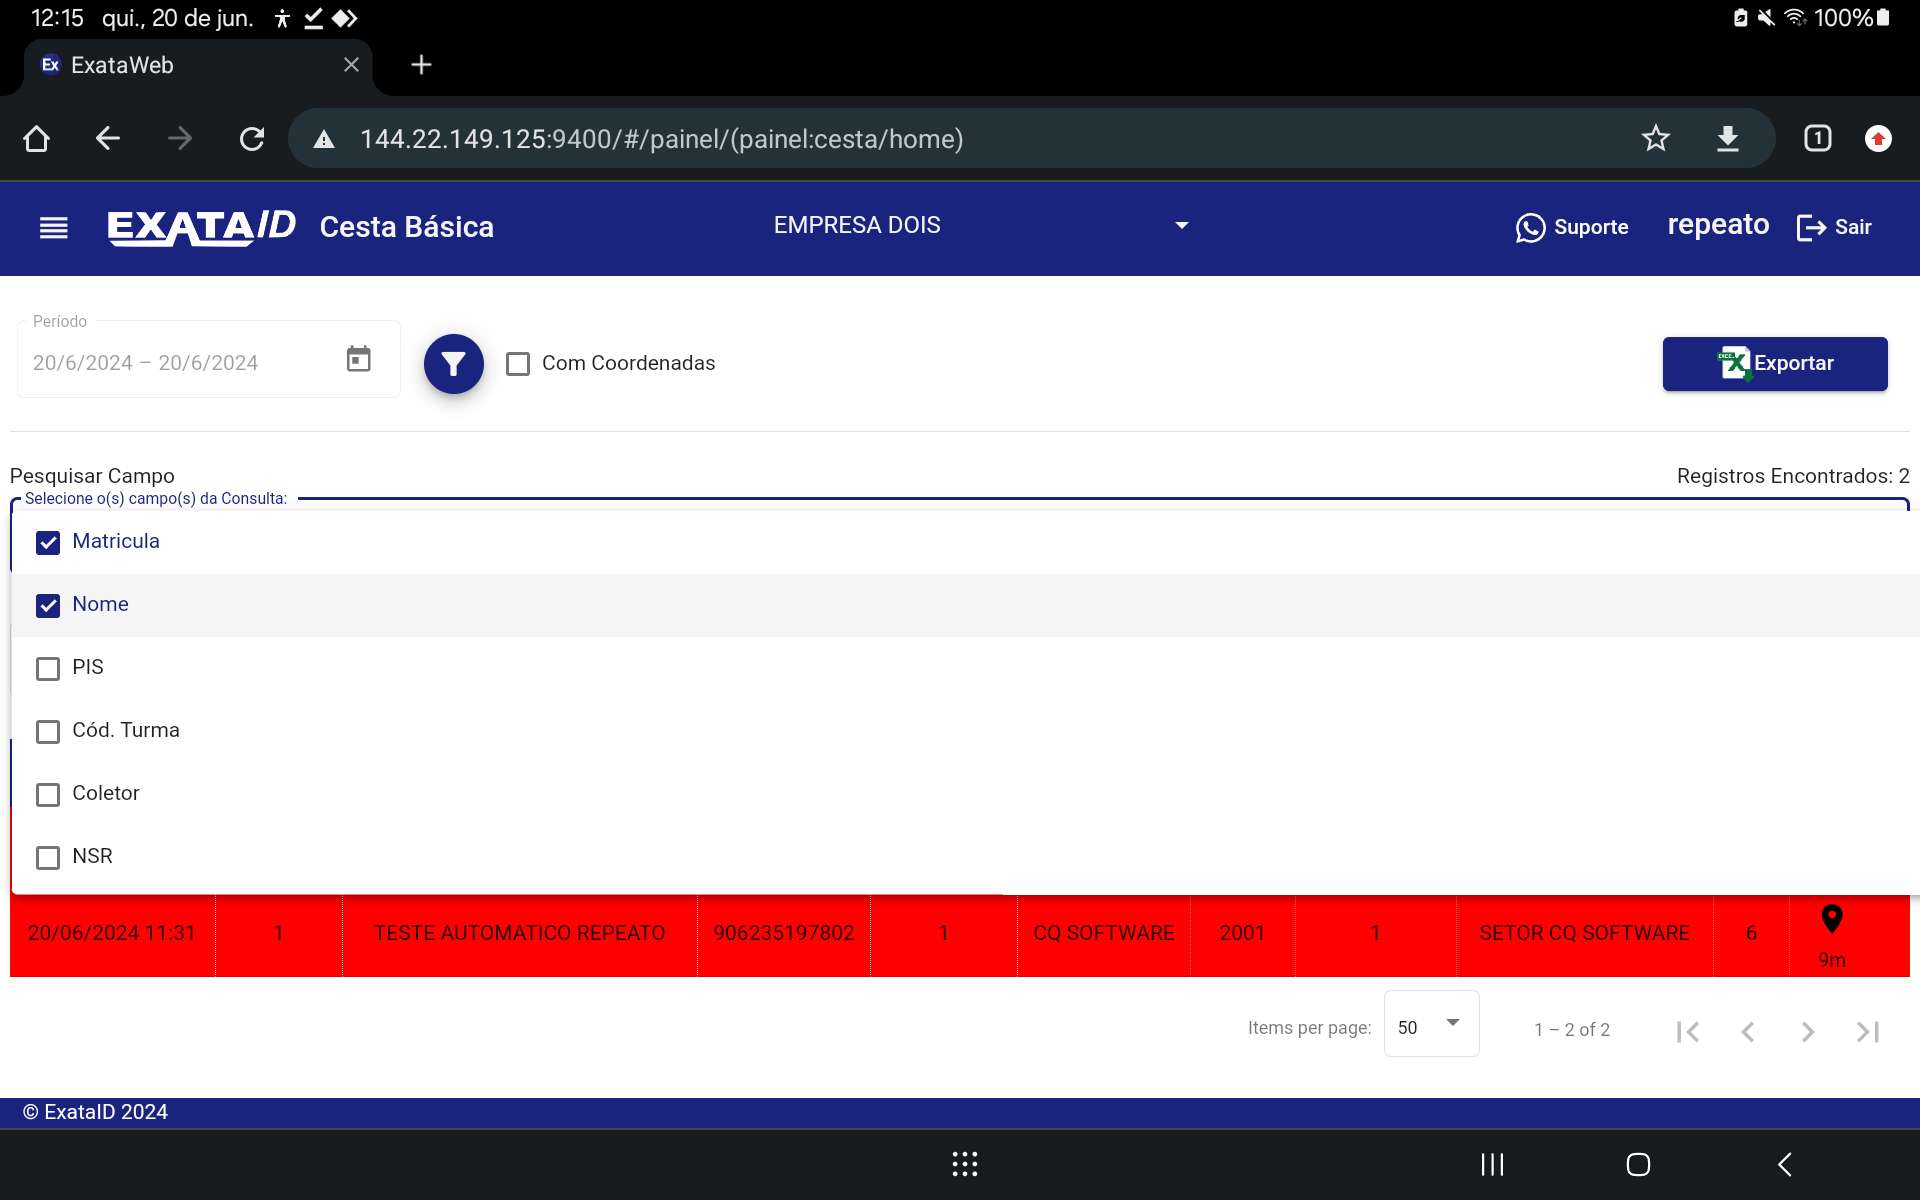 12:15 qui., 20 de jun. 100%
Ex ExataWeb
144.22.149.125:9400/#/painel/(painel:cesta/home)
1
EXATAID Cesta Básica EMPRESA DOIS Suporte repeato Sair
Período
20/6/2024 – 20/6/2024
Com Coordenadas
Exportar
Pesquisar Campo
Registros Encontrados: 2
Selecione o(s) campo(s) da Consulta:
Matricula
Nome
PIS
Cód. Turma
Coletor
NSR
20/06/2024 11:31 1 TESTE AUTOMATICO REPEATO 906235197802 1 CQ SOFTWARE 2001 1 SETOR CQ SOFTWARE 6
9m
Items per page: 50 1 – 2 of 2
© ExataID 2024